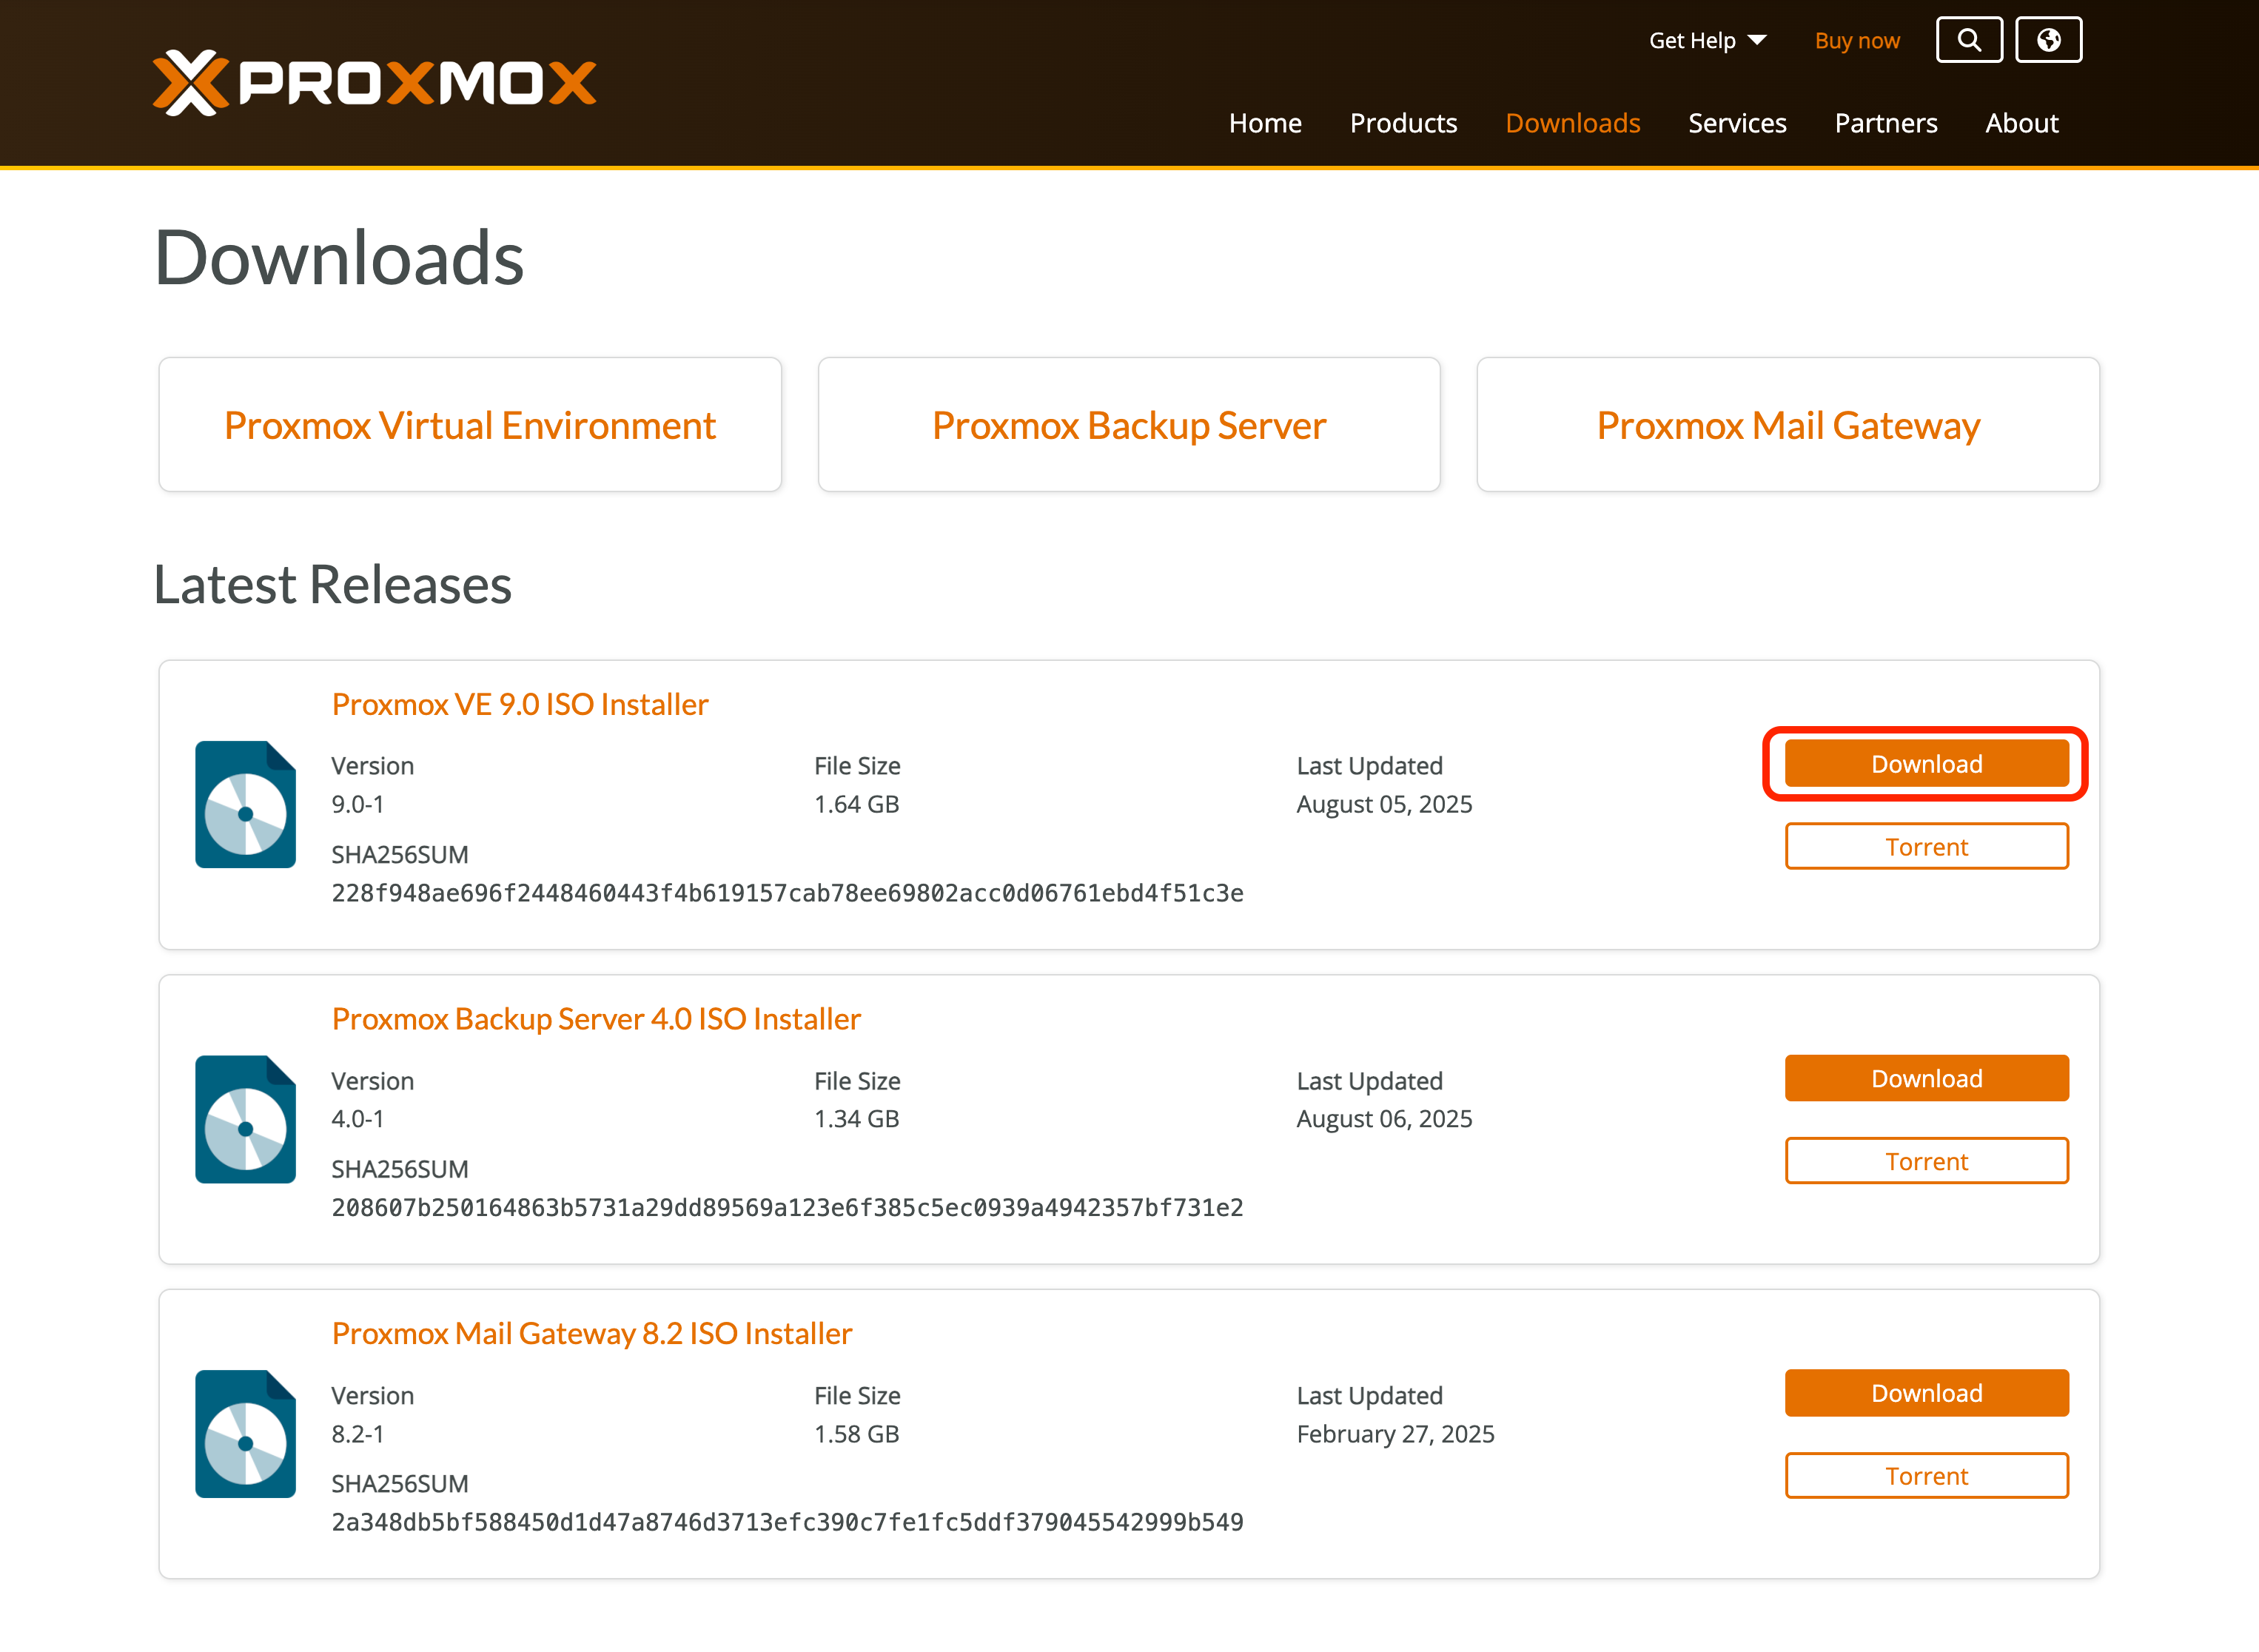 Get Help
Buy now
PROXMOX
Home
Products
Downloads
Services
Partners
About
Downloads
Proxmox Virtual Environment
Proxmox Backup Server
Proxmox Mail Gateway
Latest Releases
Proxmox VE 9.0 ISO Installer
Version
File Size
Last Updated
9.0-1
1.64 GB
August 05, 2025
SHA256SUM
228f948ae696f2448460443f4b619157cab78ee69802acc0d06761ebd4f51c3e
Download
Torrent
Proxmox Backup Server 4.0 ISO Installer
Version
File Size
Last Updated
4.0-1
1.34 GB
August 06, 2025
SHA256SUM
208607b250164863b5731a29dd89569a123e6f385c5ec0939a4942357bf731e2
Download
Torrent
Proxmox Mail Gateway 8.2 ISO Installer
Version
File Size
Last Updated
8.2-1
1.58 GB
February 27, 2025
SHA256SUM
2a348db5bf588450d1d47a8746d3713efc390c7fe1fc5ddf379045542999b549
Download
Torrent